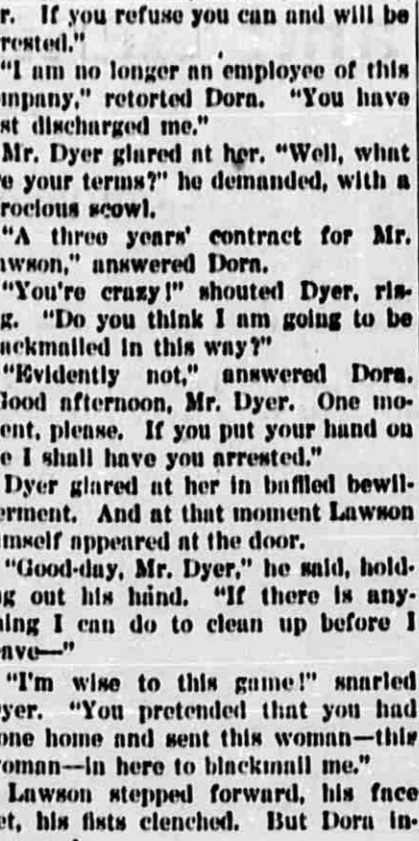 r. If you refuse you can and will be
rested."
"I am no longer an employee of this
mpany," retorted Dora. "You have
st discharged me."
Mr. Dyer glared at her. "Well, what
e your terms?" he demanded, with a
rocious scowl.
"A three years' contract for Mr.
awson," answered Dora.
"You're crazy!" shouted Dyer, ris-
g. "Do you think I am going to be
ackmailed in this way?"
"Evidently not," answered Dora.
Good afternoon, Mr. Dyer. One mo-
ent, please. If you put your hand on
e I shall have you arrested."
Dyer glared at her in baffled bewil-
erment. And at that moment Lawson
mself appeared at the door.
"Good-day, Mr. Dyer," he said, hold-
ng out his hand. "If there is any-
hing I can do to clean up before I
eave—"
"I'm wise to this game!" snarled
yer. "You pretended that you had
one home and sent this woman—this
woman—in here to blackmail me."
Lawson stepped forward, his face
et, his fists clenched. But Dora in-